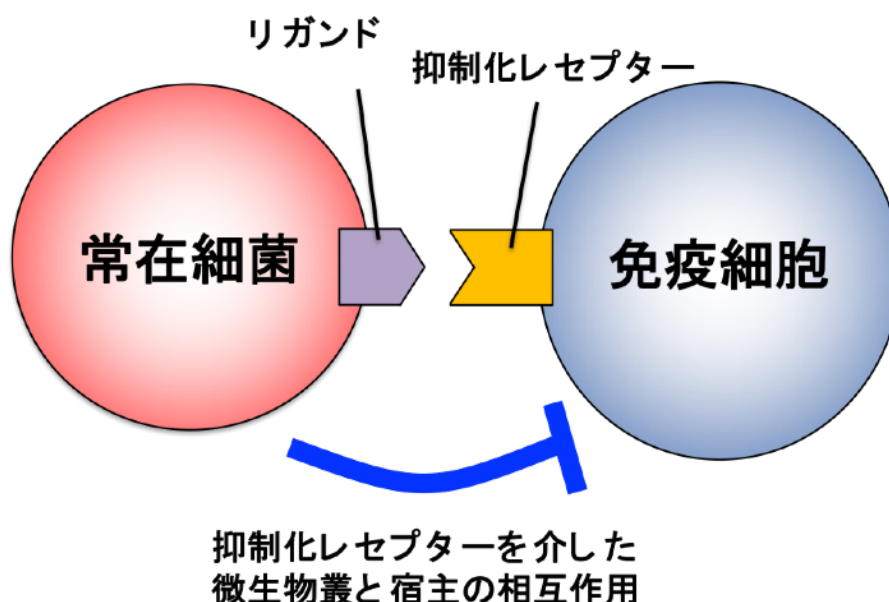 リガンド
抑制化レセプター
常在細菌
免疫細胞
抑制化レセプターを介した
微生物叢と宿主の相互作用